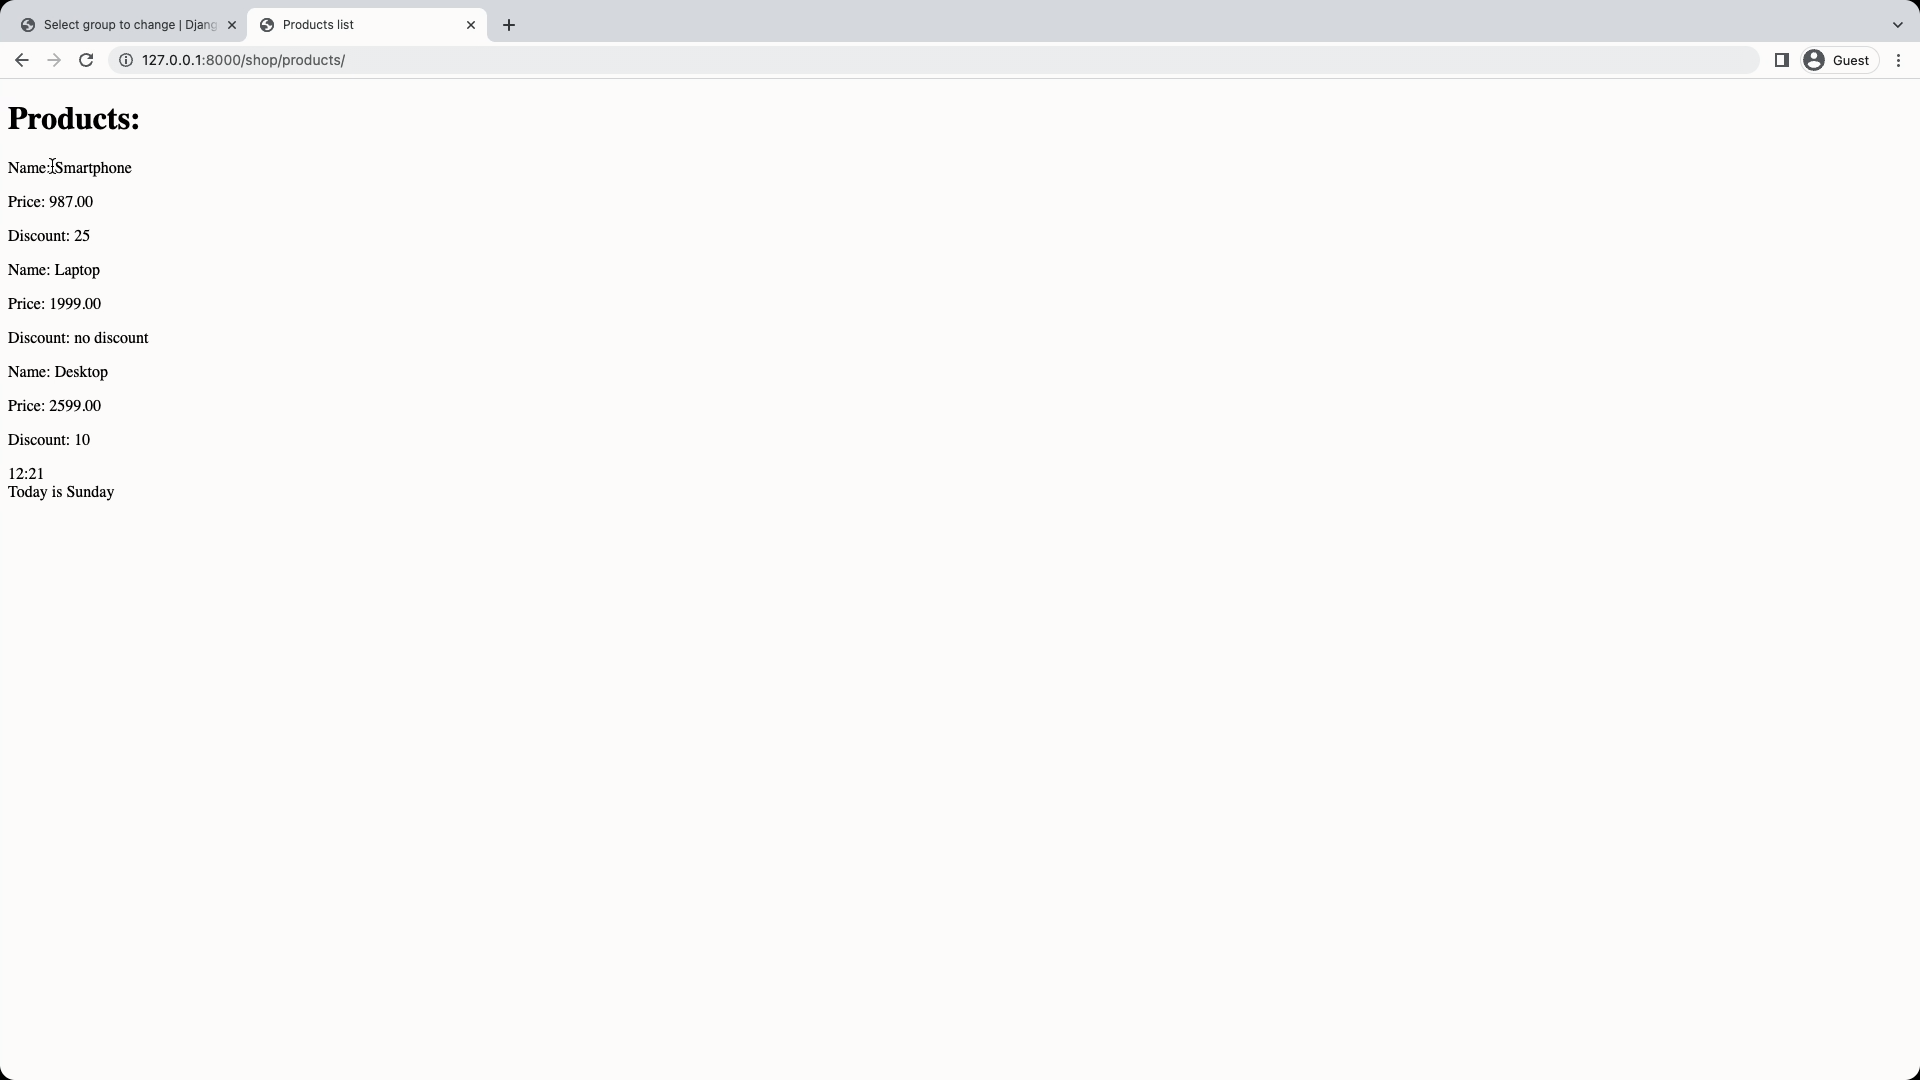 Select group to change | Djang
Products list
127.0.0.1:8000/shop/products/
Guest
Products:
Name: Smartphone
Price: 987.00
Discount: 25
Name: Laptop
Price: 1999.00
Discount: no discount
Name: Desktop
Price: 2599.00
Discount: 10
12:21
Today is Sunday